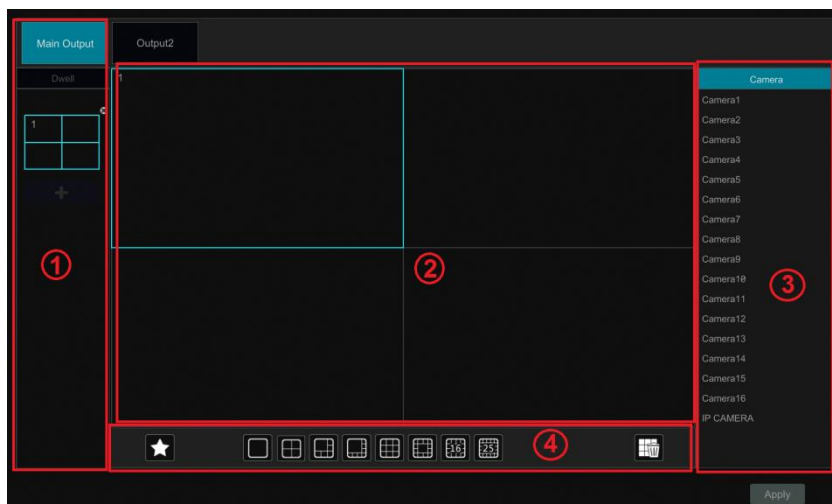 Main Output
Output2
Dwell
1
+
①
1
②
Camera
Camera1
Camera2
Camera3
Camera4
Camera5
Camera6
Camera7
Camera8
Camera9
Camera10
Camera11
Camera12
Camera13
Camera14
Camera15
Camera16
IP CAMERA
③
16
25
④
Apply